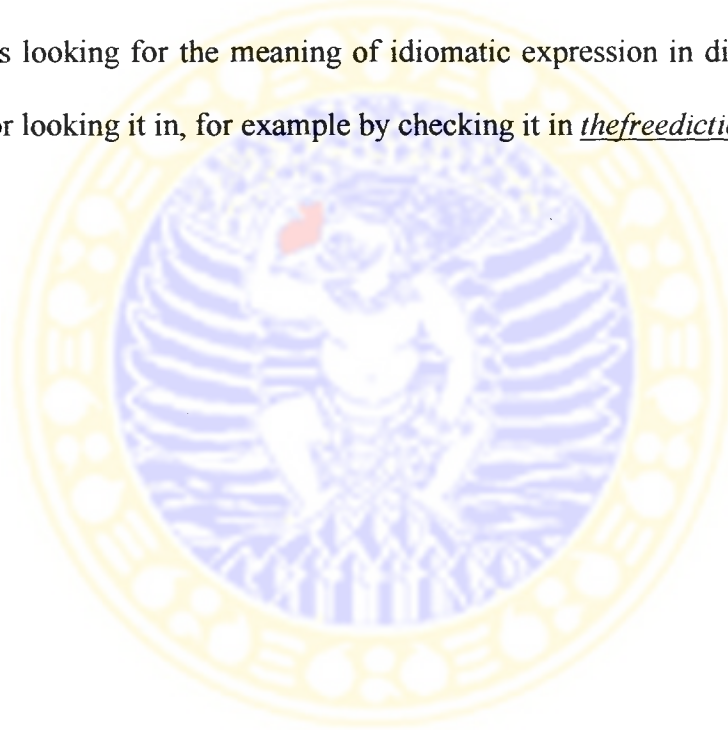 s looking for the meaning of idiomatic expression in di
r looking it in, for example by checking it in thefreedicti